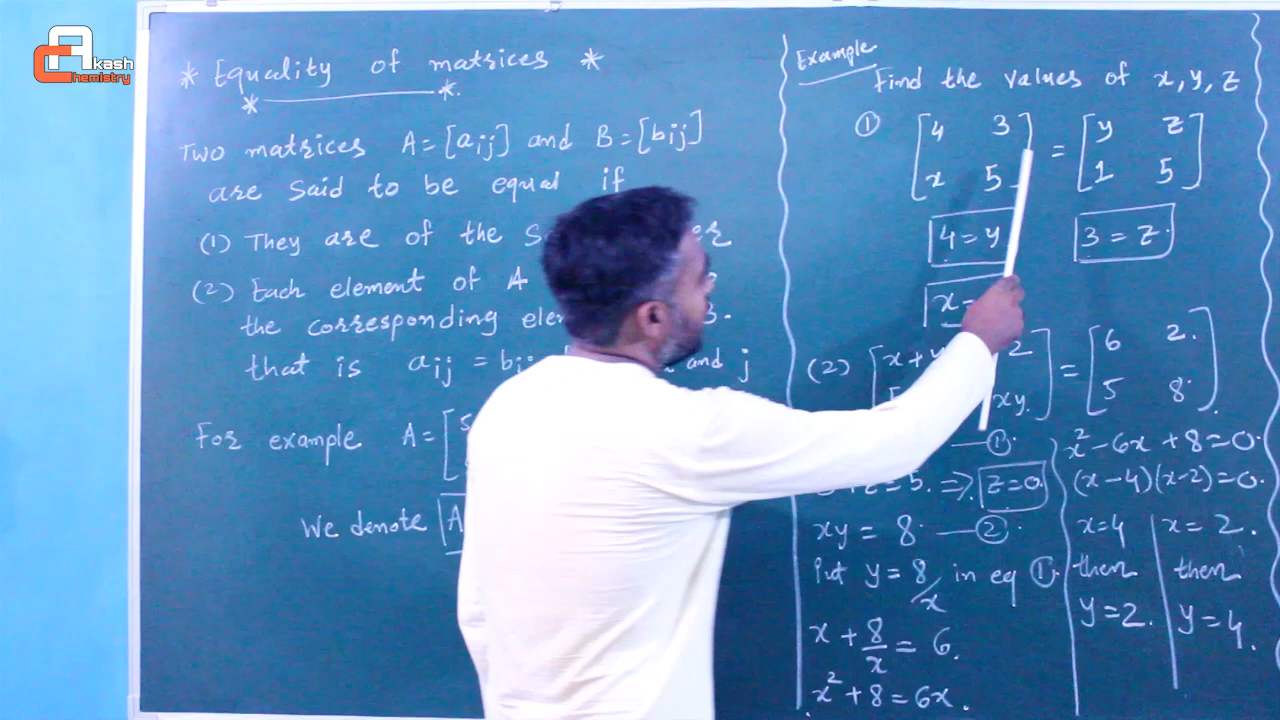 Akash
Chemistry
* Equality of matrices *
Two matrices A=[aij] and B=[bij]
are said to be equal if
(1) They are of the
(2) Each element of A
the corresponding
that is aij = bij and j
For example A=[5
We denote A
Example
Find the values of x, y, z
① [4 3] = [y z]
[x 5] [1 5]
4=y 3=z.
x=
(2) [x+y 2] = [6 2.]
[5 xy.] [5 8]
— ①.
z=5. ⇒ z=0.
xy = 8 — ②.
Put y = 8/x in eq ①.
x + 8/x = 6.
x²+8=6x.
x²-6x+8=0.
(x-4)(x-2)=0.
x=4 | x=2.
then | then
y=2. | y=4.